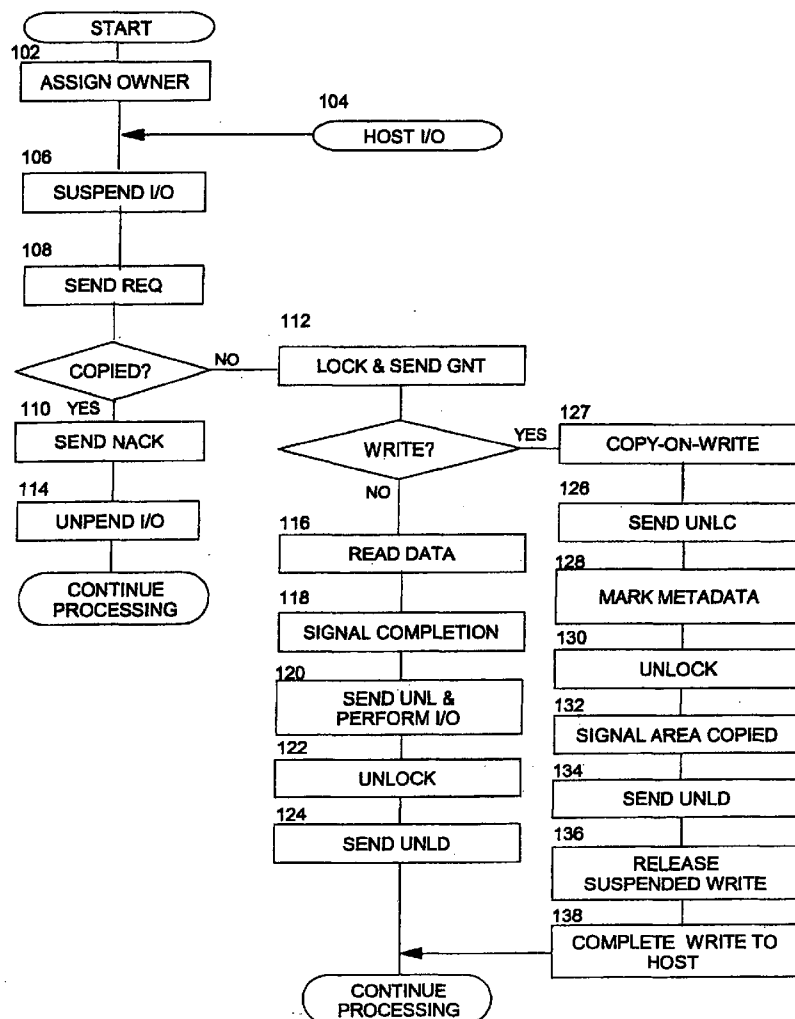 START
102
ASSIGN OWNER
104
HOST I/O
106
SUSPEND I/O
108
SEND REQ
COPIED?
NO
YES
110
SEND NACK
114
UNPEND I/O
CONTINUE
PROCESSING
112
LOCK & SEND GNT
WRITE?
YES
NO
116
READ DATA
118
SIGNAL COMPLETION
120
SEND UNL &
PERFORM I/O
122
UNLOCK
124
SEND UNLD
127
COPY-ON-WRITE
126
SEND UNLC
128
MARK METADATA
130
UNLOCK
132
SIGNAL AREA COPIED
134
SEND UNLD
136
RELEASE
SUSPENDED WRITE
138
COMPLETE WRITE TO
HOST
CONTINUE
PROCESSING